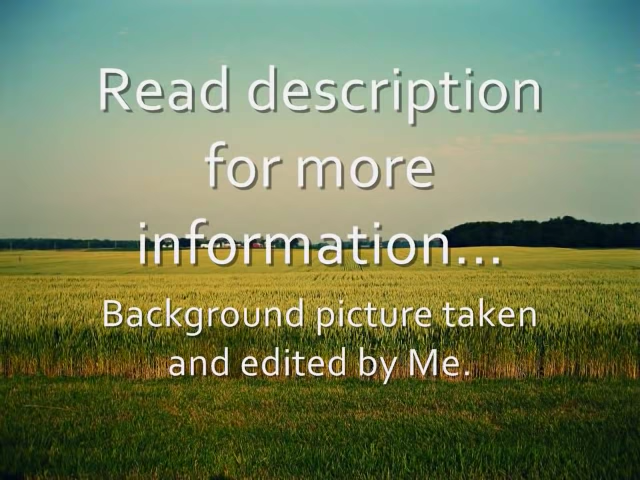 Read description
for more
information...
Background picture taken
and edited by Me.